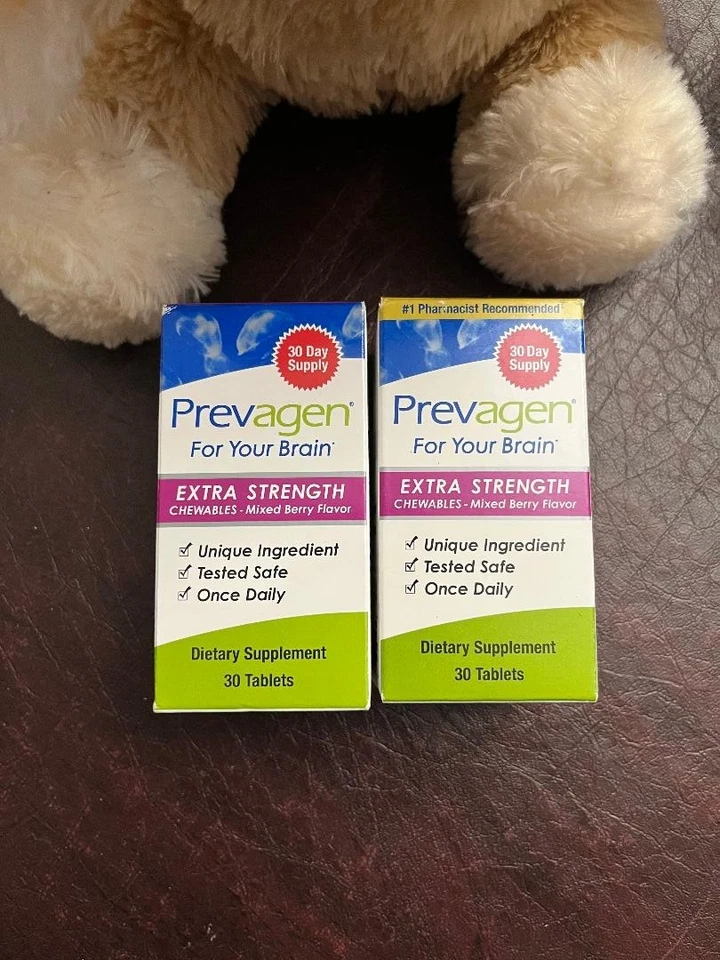 30 Day
Supply
Prevagen®
For Your Brain*
EXTRA STRENGTH
CHEWABLES - Mixed Berry Flavor
Unique Ingredient
Tested Safe
Once Daily
Dietary Supplement
30 Tablets
#1 Pharmacist Recommended†
30 Day
Supply
Prevagen®
For Your Brain*
EXTRA STRENGTH
CHEWABLES - Mixed Berry Flavor
Unique Ingredient
Tested Safe
Once Daily
Dietary Supplement
30 Tablets